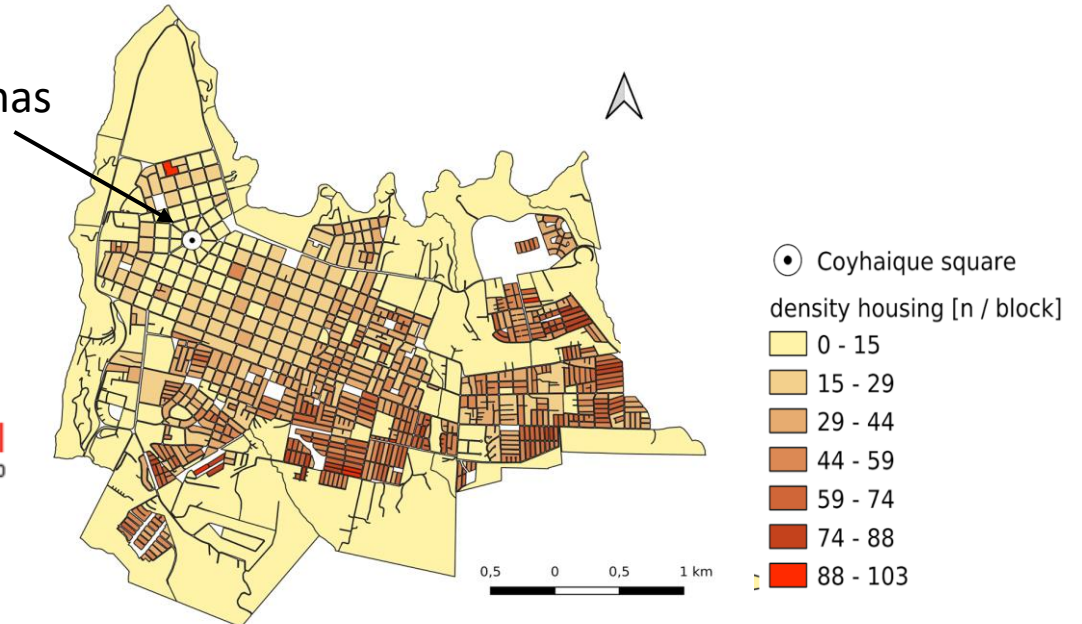 Coyhaique square
density housing [n / block]
0 - 15
15 - 29
29 - 44
44 - 59
59 - 74
74 - 88
88 - 103
0,5 0 0,5 1 km